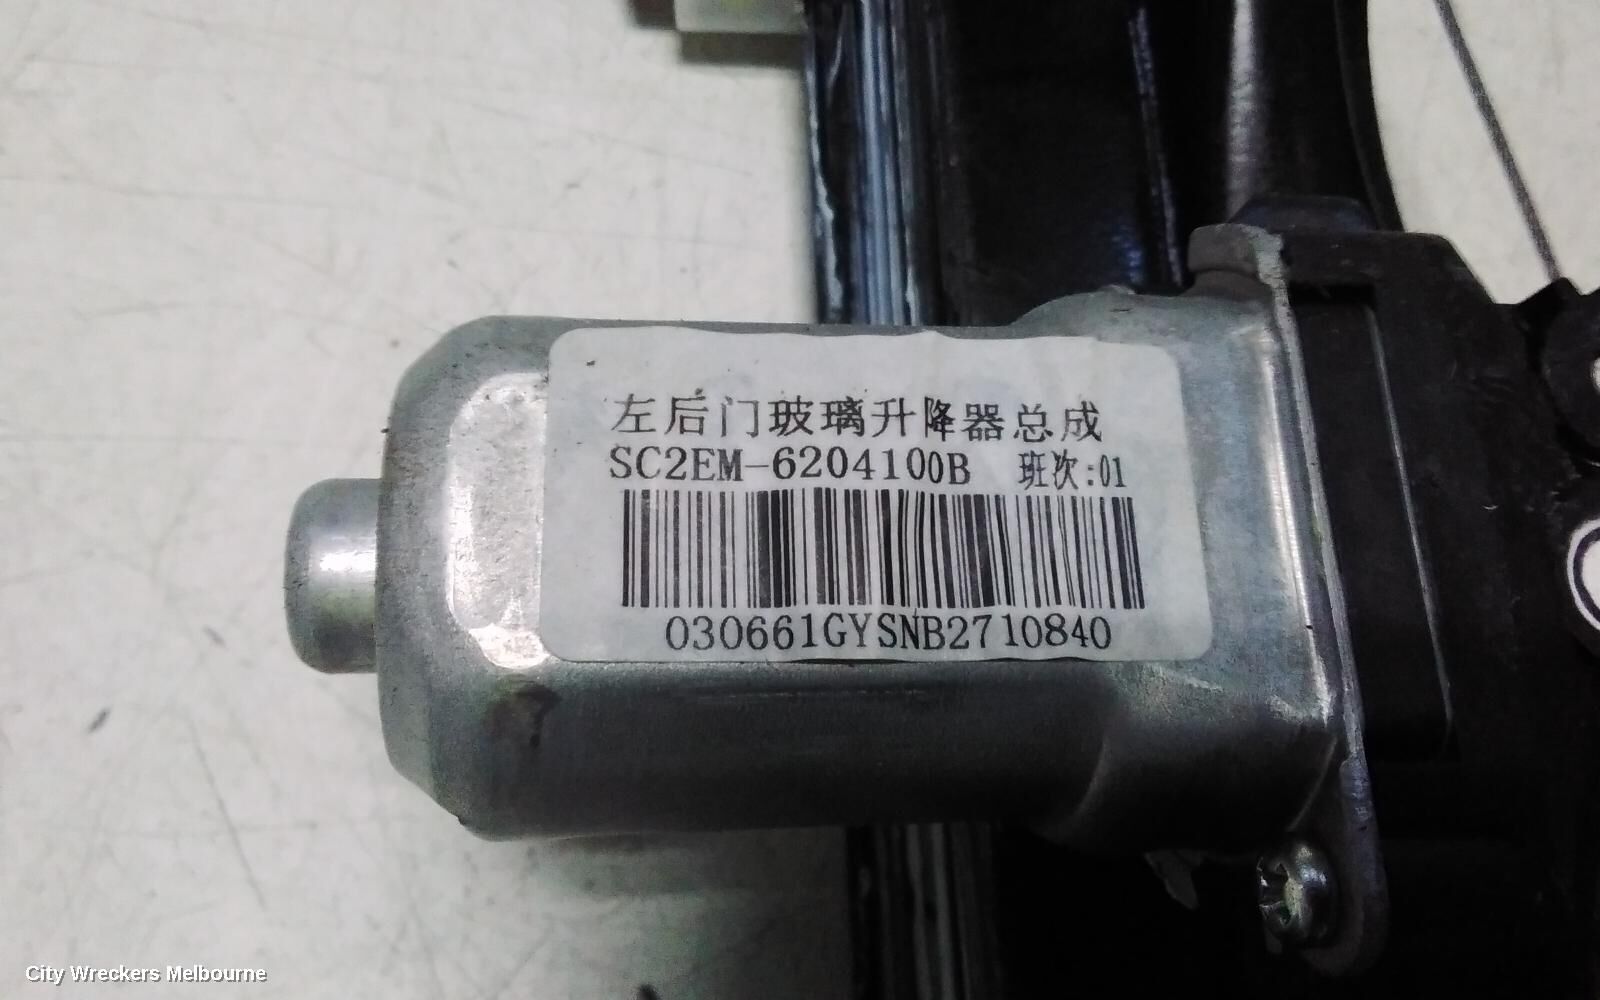 左后门玻璃升降器总成
SC2EM-6204100B 班次:01
030661GYSNB2710840
City Wreckers Melbourne